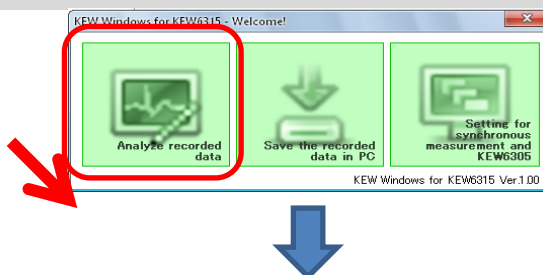 KEW Windows for KEW6315 - Welcome!
Analyze recorded
data
Save the recorded
data in PC
Setting for
synchronous
measurement and
KEW6305
KEW Windows for KEW6315 Ver.1.00